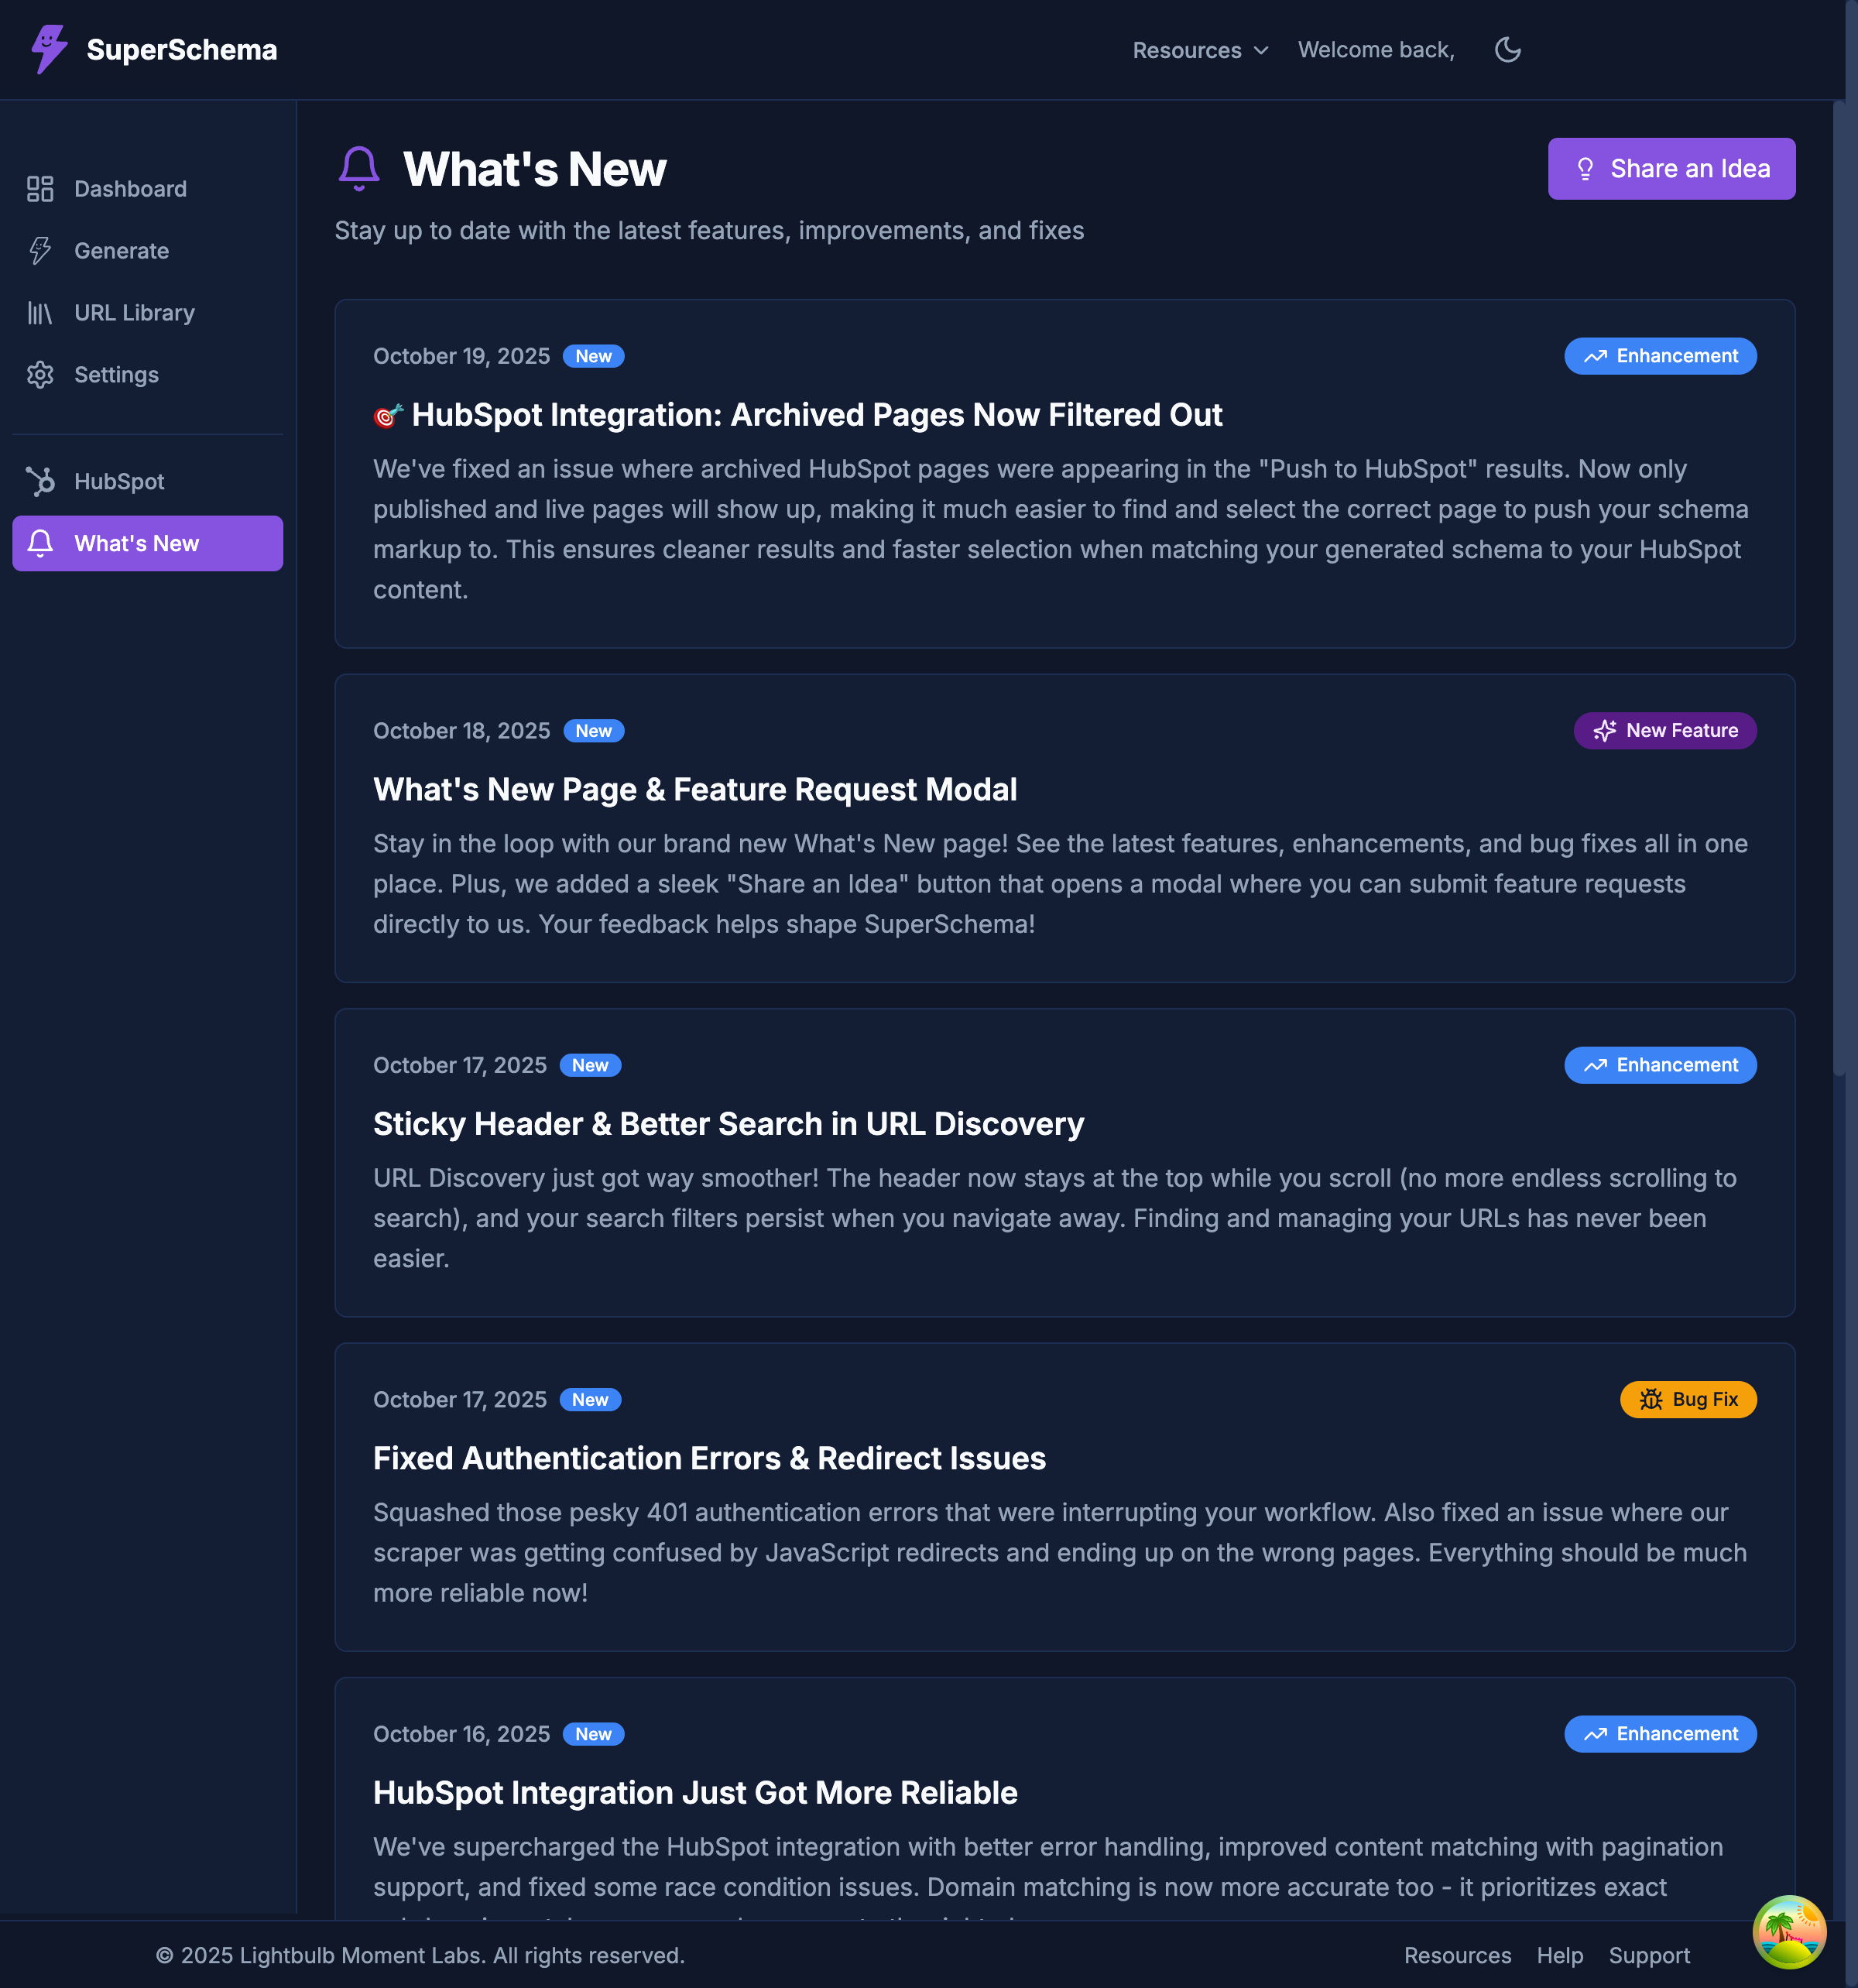 SuperSchema
Resources
Welcome back,
Dashboard
Generate
URL Library
Settings
HubSpot
What's New
What's New
Share an Idea
Stay up to date with the latest features, improvements, and fixes
October 19, 2025 New
Enhancement
🎯 HubSpot Integration: Archived Pages Now Filtered Out
We've fixed an issue where archived HubSpot pages were appearing in the "Push to HubSpot" results. Now only
published and live pages will show up, making it much easier to find and select the correct page to push your schema
markup to. This ensures cleaner results and faster selection when matching your generated schema to your HubSpot
content.
October 18, 2025 New
New Feature
What's New Page & Feature Request Modal
Stay in the loop with our brand new What's New page! See the latest features, enhancements, and bug fixes all in one
place. Plus, we added a sleek "Share an Idea" button that opens a modal where you can submit feature requests
directly to us. Your feedback helps shape SuperSchema!
October 17, 2025 New
Enhancement
Sticky Header & Better Search in URL Discovery
URL Discovery just got way smoother! The header now stays at the top while you scroll (no more endless scrolling to
search), and your search filters persist when you navigate away. Finding and managing your URLs has never been
easier.
October 17, 2025 New
Bug Fix
Fixed Authentication Errors & Redirect Issues
Squashed those pesky 401 authentication errors that were interrupting your workflow. Also fixed an issue where our
scraper was getting confused by JavaScript redirects and ending up on the wrong pages. Everything should be much
more reliable now!
October 16, 2025 New
Enhancement
HubSpot Integration Just Got More Reliable
We've supercharged the HubSpot integration with better error handling, improved content matching with pagination
support, and fixed some race condition issues. Domain matching is now more accurate too - it prioritizes exact
© 2025 Lightbulb Moment Labs. All rights reserved.
Resources
Help
Support